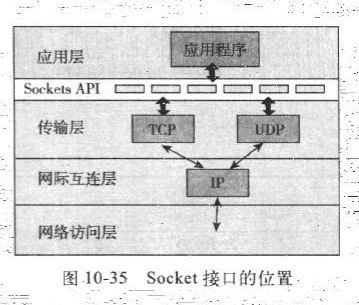 应用层 应用程序
Sockets API
传输层 TCP UDP
网际互连层 IP
网络访问层
图 10-35 Socket 接口的位置